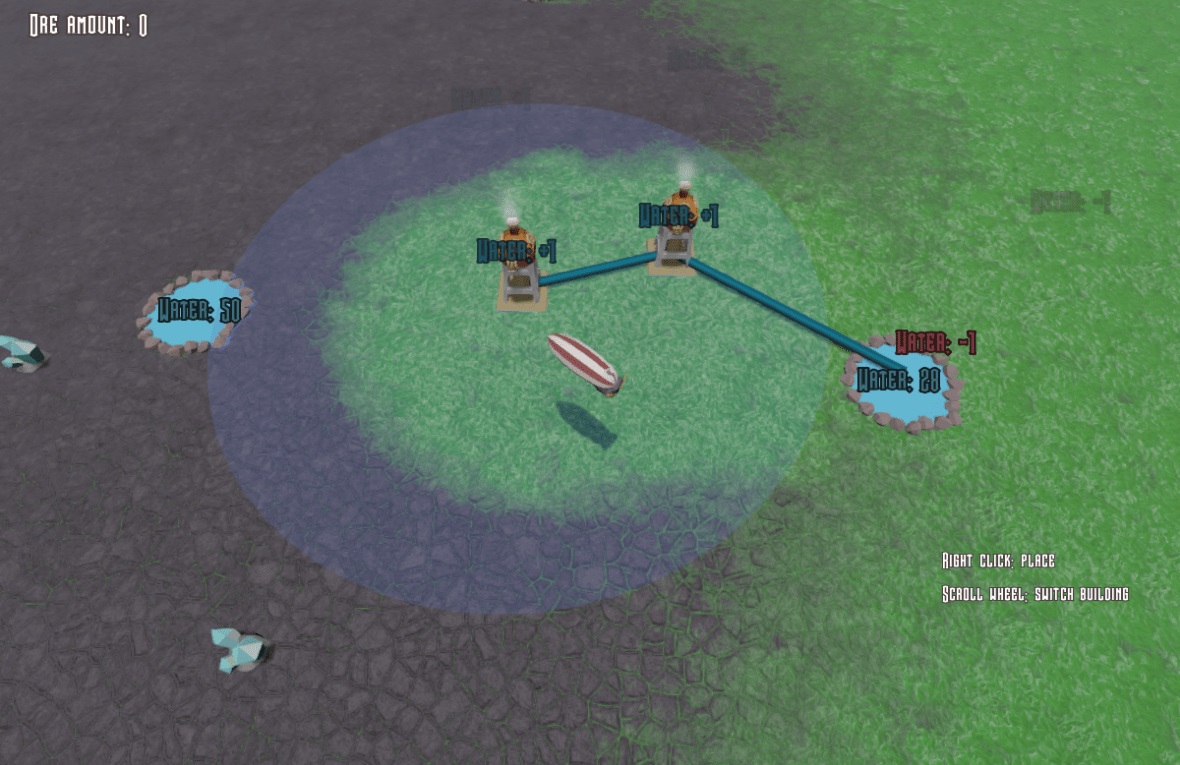 Ore amount: 0
Water: +1
Water: +1
Water: 50
Water: -1
Water: 28
Right click: place
Scroll wheel: switch building